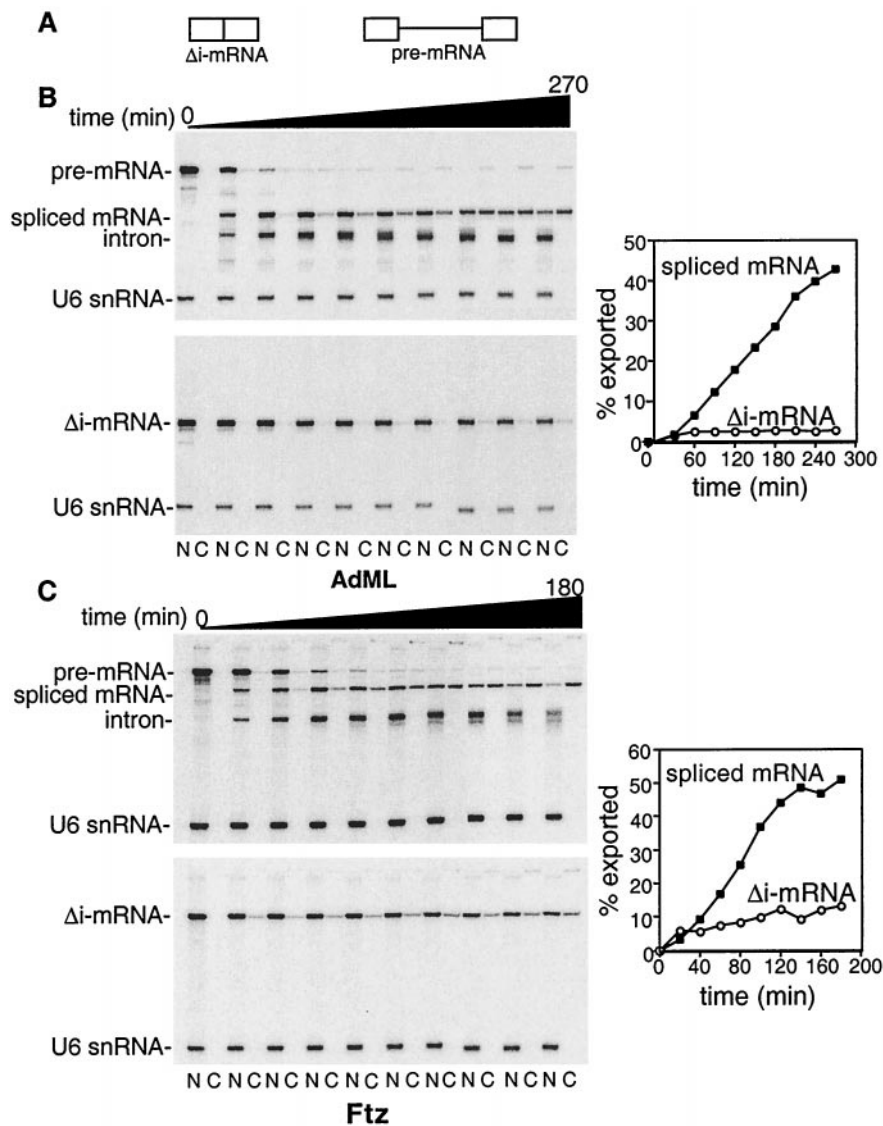 A
Δi-mRNA pre-mRNA
B
time (min) 0 270
pre-mRNA-
spliced mRNA-
intron-
U6 snRNA-
Δi-mRNA-
U6 snRNA-
N C N C N C N C N C N C N C N C N C N C
AdML
% exported
50
40
30
20
10
0
spliced mRNA
Δi-mRNA
0 60 120 180 240 300
time (min)
C
time (min) 0 180
pre-mRNA-
spliced mRNA-
intron-
U6 snRNA-
Δi-mRNA-
U6 snRNA-
N C N C N C N C N C N C N C N C N C N C
Ftz
% exported
60
50
40
30
20
10
0
spliced mRNA
Δi-mRNA
0 40 80 120 160 200
time (min)